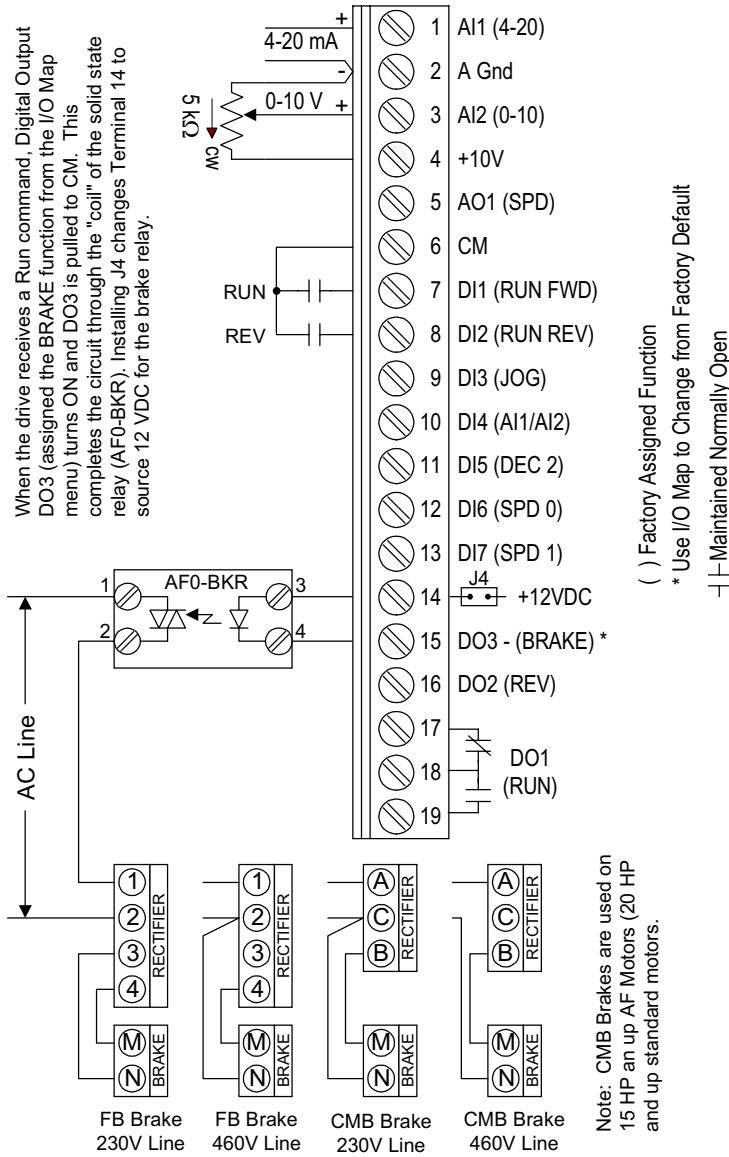 When the drive receives a Run command, Digital Output
DO3 (assigned the BRAKE function from the I/O Map
menu) turns ON and DO3 is pulled to CM. This
completes the circuit through the "coil" of the solid state
relay (AF0-BKR). Installing J4 changes Terminal 14 to
source 12 VDC for the brake relay.
+
4-20 mA
-
0-10 V +
5 kΩ
CW
RUN
REV
1 AI1 (4-20)
2 A Gnd
3 AI2 (0-10)
4 +10V
5 AO1 (SPD)
6 CM
7 DI1 (RUN FWD)
8 DI2 (RUN REV)
9 DI3 (JOG)
10 DI4 (AI1/AI2)
11 DI5 (DEC 2)
12 DI6 (SPD 0)
13 DI7 (SPD 1)
14 J4 +12VDC
15 DO3 - (BRAKE) *
16 DO2 (REV)
17
18
19
DO1
(RUN)
( ) Factory Assigned Function
* Use I/O Map to Change from Factory Default
Maintained Normally Open
1 AF0-BKR 3
2 4
AC Line
1
2
3
4
RECTIFIER
M
N
BRAKE
FB Brake
230V Line
1
2
3
4
RECTIFIER
M
N
BRAKE
FB Brake
460V Line
A
C
B
RECTIFIER
M
N
BRAKE
CMB Brake
230V Line
A
C
B
RECTIFIER
M
N
BRAKE
CMB Brake
460V Line
Note: CMB Brakes are used on
15 HP an up AF Motors (20 HP
and up standard motors.